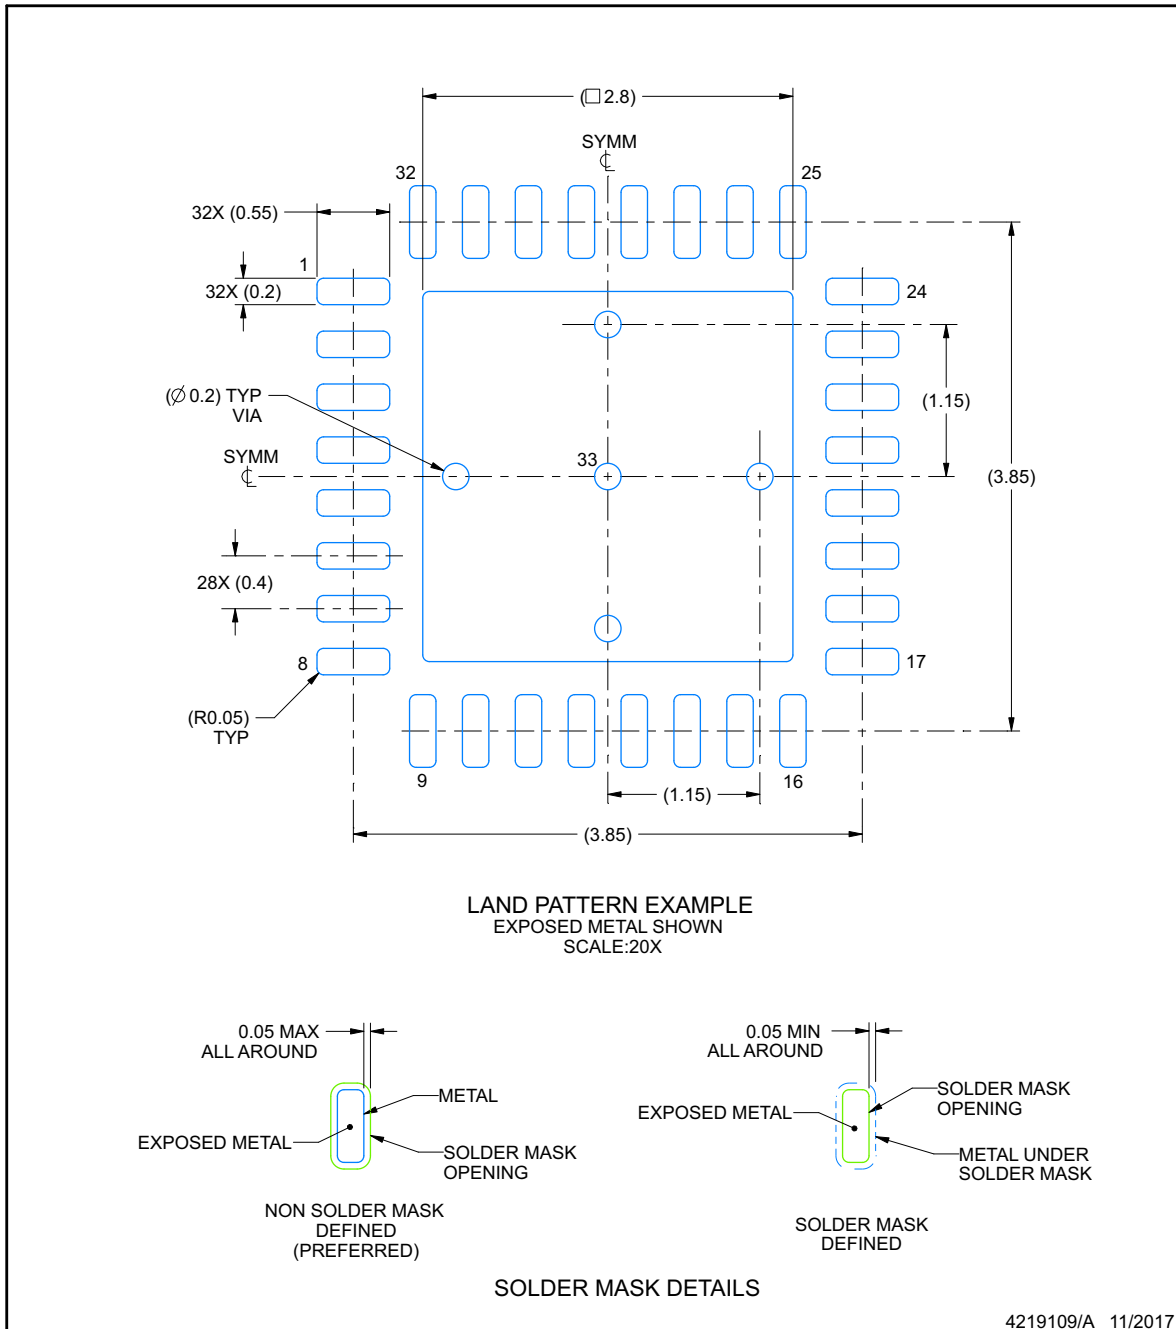 (□ 2.8)
SYMM
℄
32
25
32X (0.55)
1
32X (0.2)
24
(Ø 0.2) TYP
VIA
(1.15)
SYMM
℄
33
(3.85)
28X (0.4)
8
17
(R0.05)
TYP
9
16
(1.15)
(3.85)
LAND PATTERN EXAMPLE
EXPOSED METAL SHOWN
SCALE:20X
0.05 MAX
ALL AROUND
METAL
EXPOSED METAL
SOLDER MASK
OPENING
NON SOLDER MASK
DEFINED
(PREFERRED)
0.05 MIN
ALL AROUND
SOLDER MASK
OPENING
EXPOSED METAL
METAL UNDER
SOLDER MASK
SOLDER MASK
DEFINED
SOLDER MASK DETAILS
4219109/A 11/2017